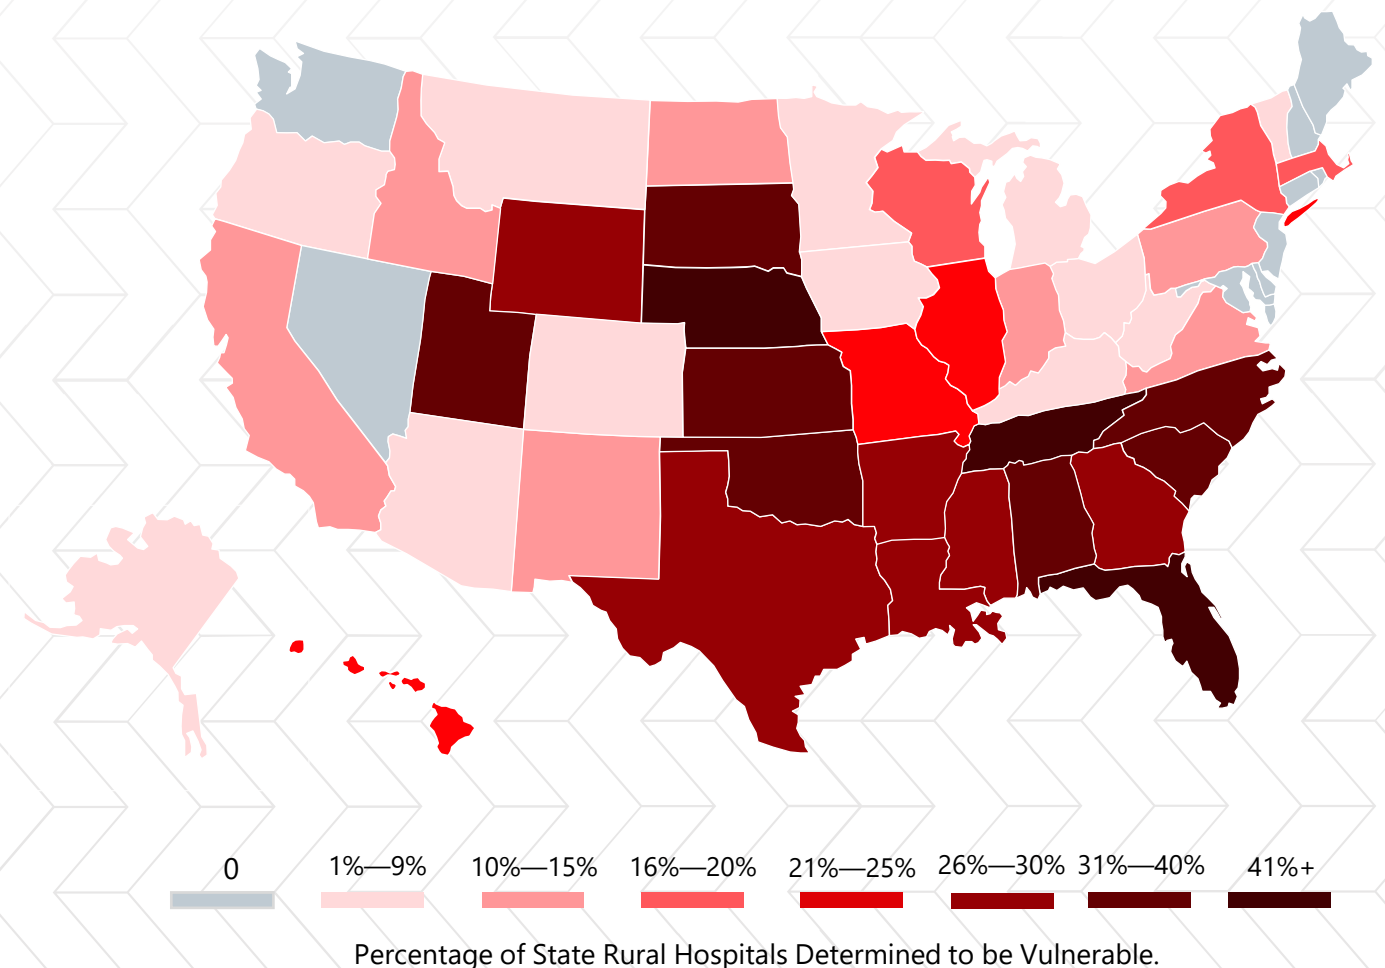 0 1%—9% 10%—15% 16%—20% 21%—25% 26%—30% 31%—40% 41%+
Percentage of State Rural Hospitals Determined to be Vulnerable.